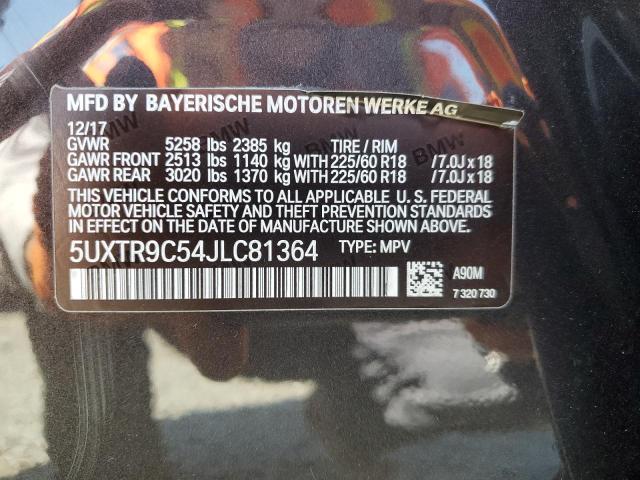 MFD BY BAYERISCHE MOTOREN WERKE AG
12/17
GVWR 5258 lbs 2385 kg TIRE / RIM
GAWR FRONT 2513 lbs 1140 kg WITH 225/60 R18 /7.0J x 18
GAWR REAR 3020 lbs 1370 kg WITH 225/60 R18 /7.0J x 18
THIS VEHICLE CONFORMS TO ALL APPLICABLE U. S. FEDERAL
MOTOR VEHICLE SAFETY AND THEFT PREVENTION STANDARDS
IN EFFECT ON THE DATE OF MANUFACTURE SHOWN ABOVE.
5UXTR9C54JLC81364 TYPE: MPV
A90M
7 320 730
BMW
BMW
BMW